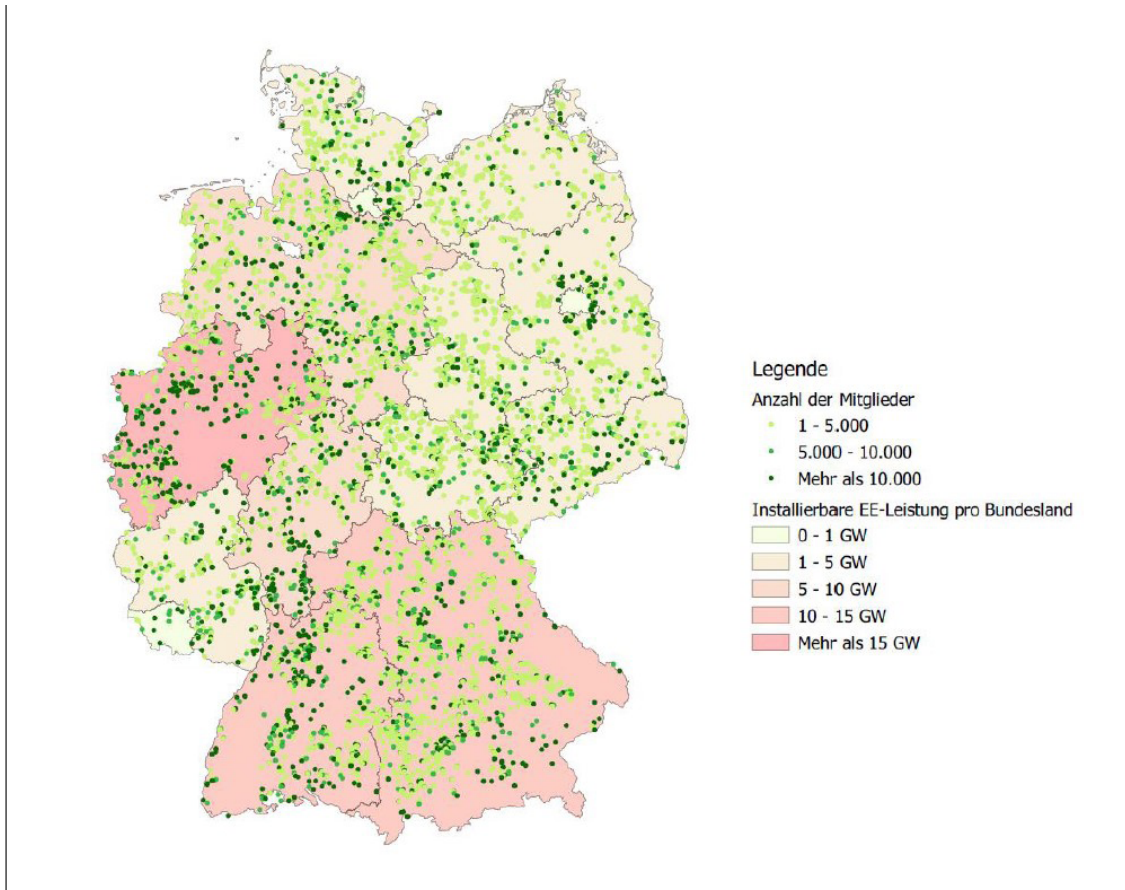 Legende
Anzahl der Mitglieder
1 - 5.000
5.000 - 10.000
Mehr als 10.000
Installierbare EE-Leistung pro Bundesland
0 - 1 GW
1 - 5 GW
5 - 10 GW
10 - 15 GW
Mehr als 15 GW